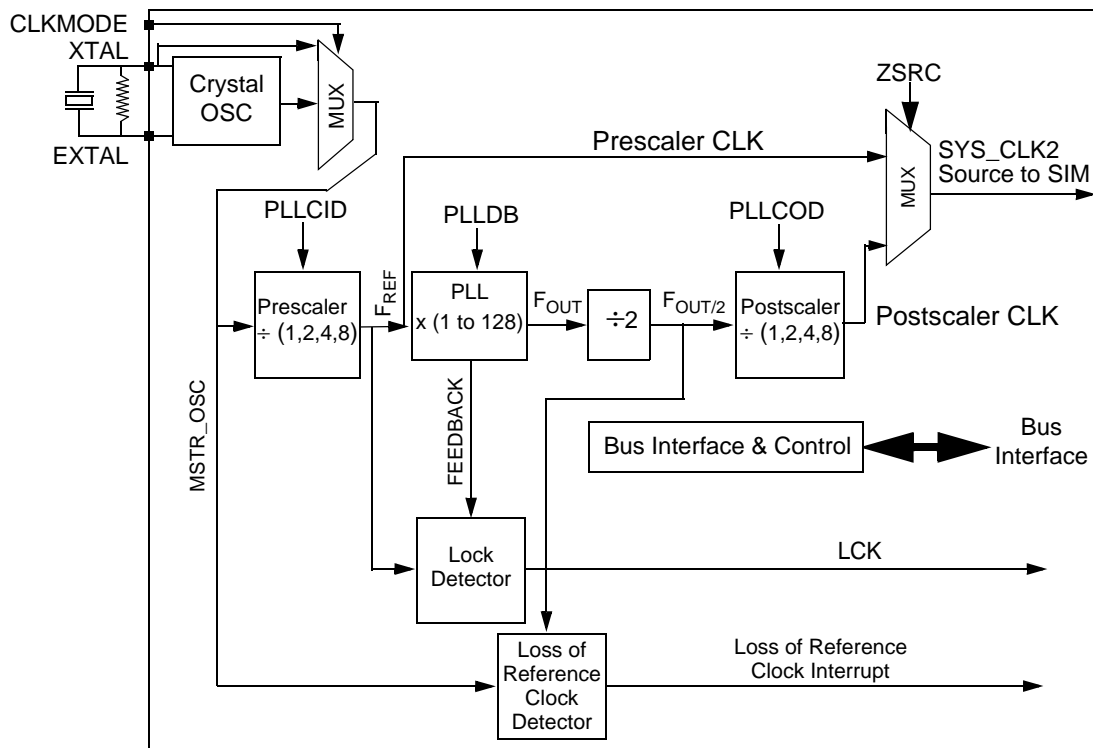 CLKMODE
XTAL
Crystal
OSC
EXTAL
MUX
ZSRC
Prescaler CLK
MUX
SYS_CLK2
Source to SIM
PLLCID
PLLDB
PLLCOD
Prescaler
÷ (1,2,4,8)
FREF
PLL
x (1 to 128)
FOUT
÷2
FOUT/2
Postscaler
÷ (1,2,4,8)
Postscaler CLK
MSTR_OSC
FEEDBACK
Bus Interface & Control
Bus
Interface
Lock
Detector
LCK
Loss of
Reference
Clock
Detector
Loss of Reference
Clock Interrupt